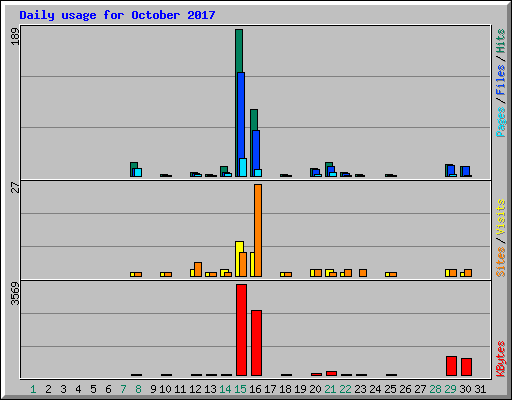 Daily usage for October 2017
189
Pages / Files / Hits
27
Sites / Visits
3569
KBytes
1 2 3 4 5 6 7 8 9 10 11 12 13 14 15 16 17 18 19 20 21 22 23 24 25 26 27 28 29 30 31